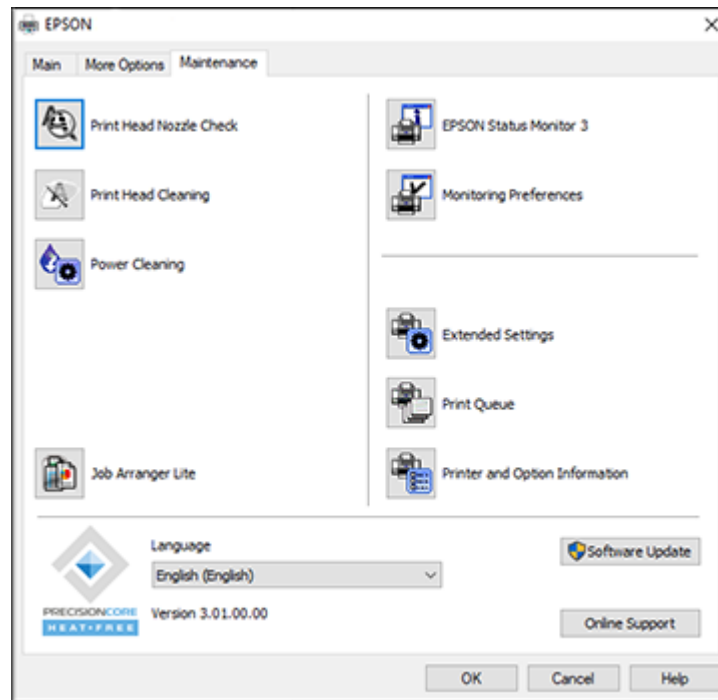 EPSON
Main More Options Maintenance
Print Head Nozzle Check
Print Head Cleaning
Power Cleaning
Job Arranger Lite
EPSON Status Monitor 3
Monitoring Preferences
Extended Settings
Print Queue
Printer and Option Information
Language
English (English)
Version 3.01.00.00
PRECISIONCORE
HEAT-FREE
Software Update
Online Support
OK Cancel Help